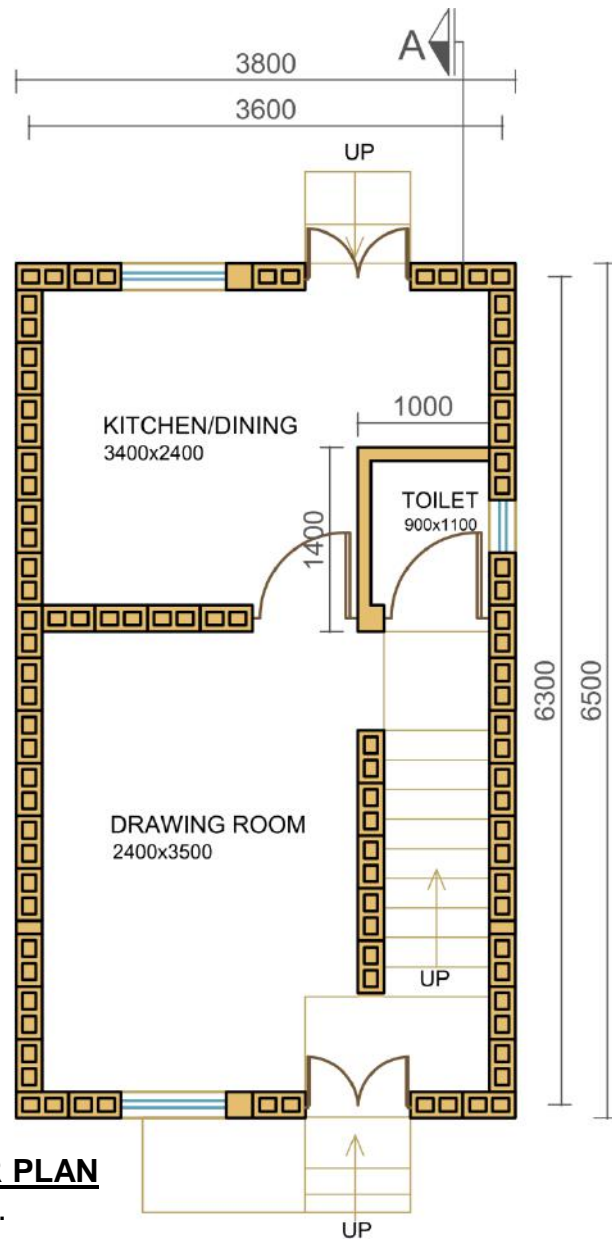 A
3800
3600
UP
KITCHEN/DINING
3400x2400
1000
TOILET
900x1100
1400
6300
6500
DRAWING ROOM
2400x3500
UP
PLAN
UP